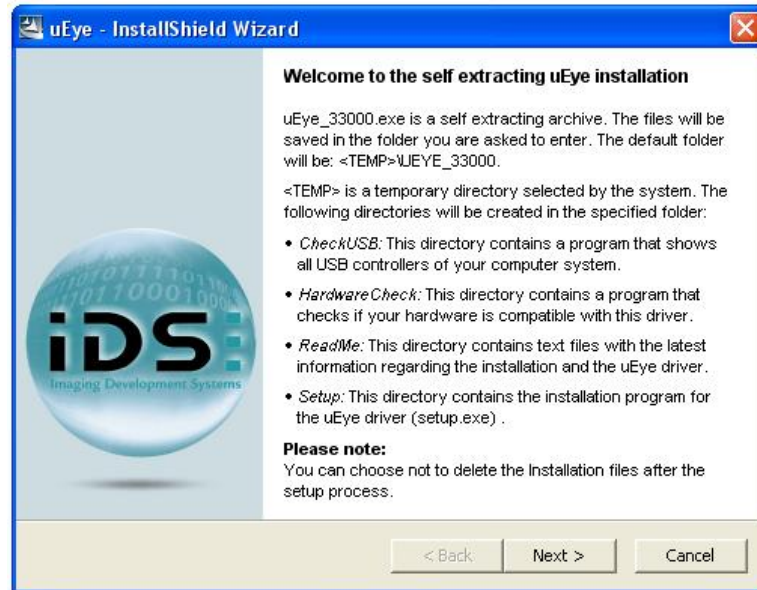 uEye - InstallShield Wizard
Welcome to the self extracting uEye installation
uEye_33000.exe is a self extracting archive. The files will be
saved in the folder you are asked to enter. The default folder
will be: <TEMP>\UEYE_33000.
<TEMP> is a temporary directory selected by the system. The
following directories will be created in the specified folder:
• CheckUSB: This directory contains a program that shows
all USB controllers of your computer system.
• HardwareCheck: This directory contains a program that
checks if your hardware is compatible with this driver.
• ReadMe: This directory contains text files with the latest
information regarding the installation and the uEye driver.
• Setup: This directory contains the installation program for
the uEye driver (setup.exe) .
Please note:
You can choose not to delete the Installation files after the
setup process.
iDS
Imaging Development Systems
< Back
Next >
Cancel